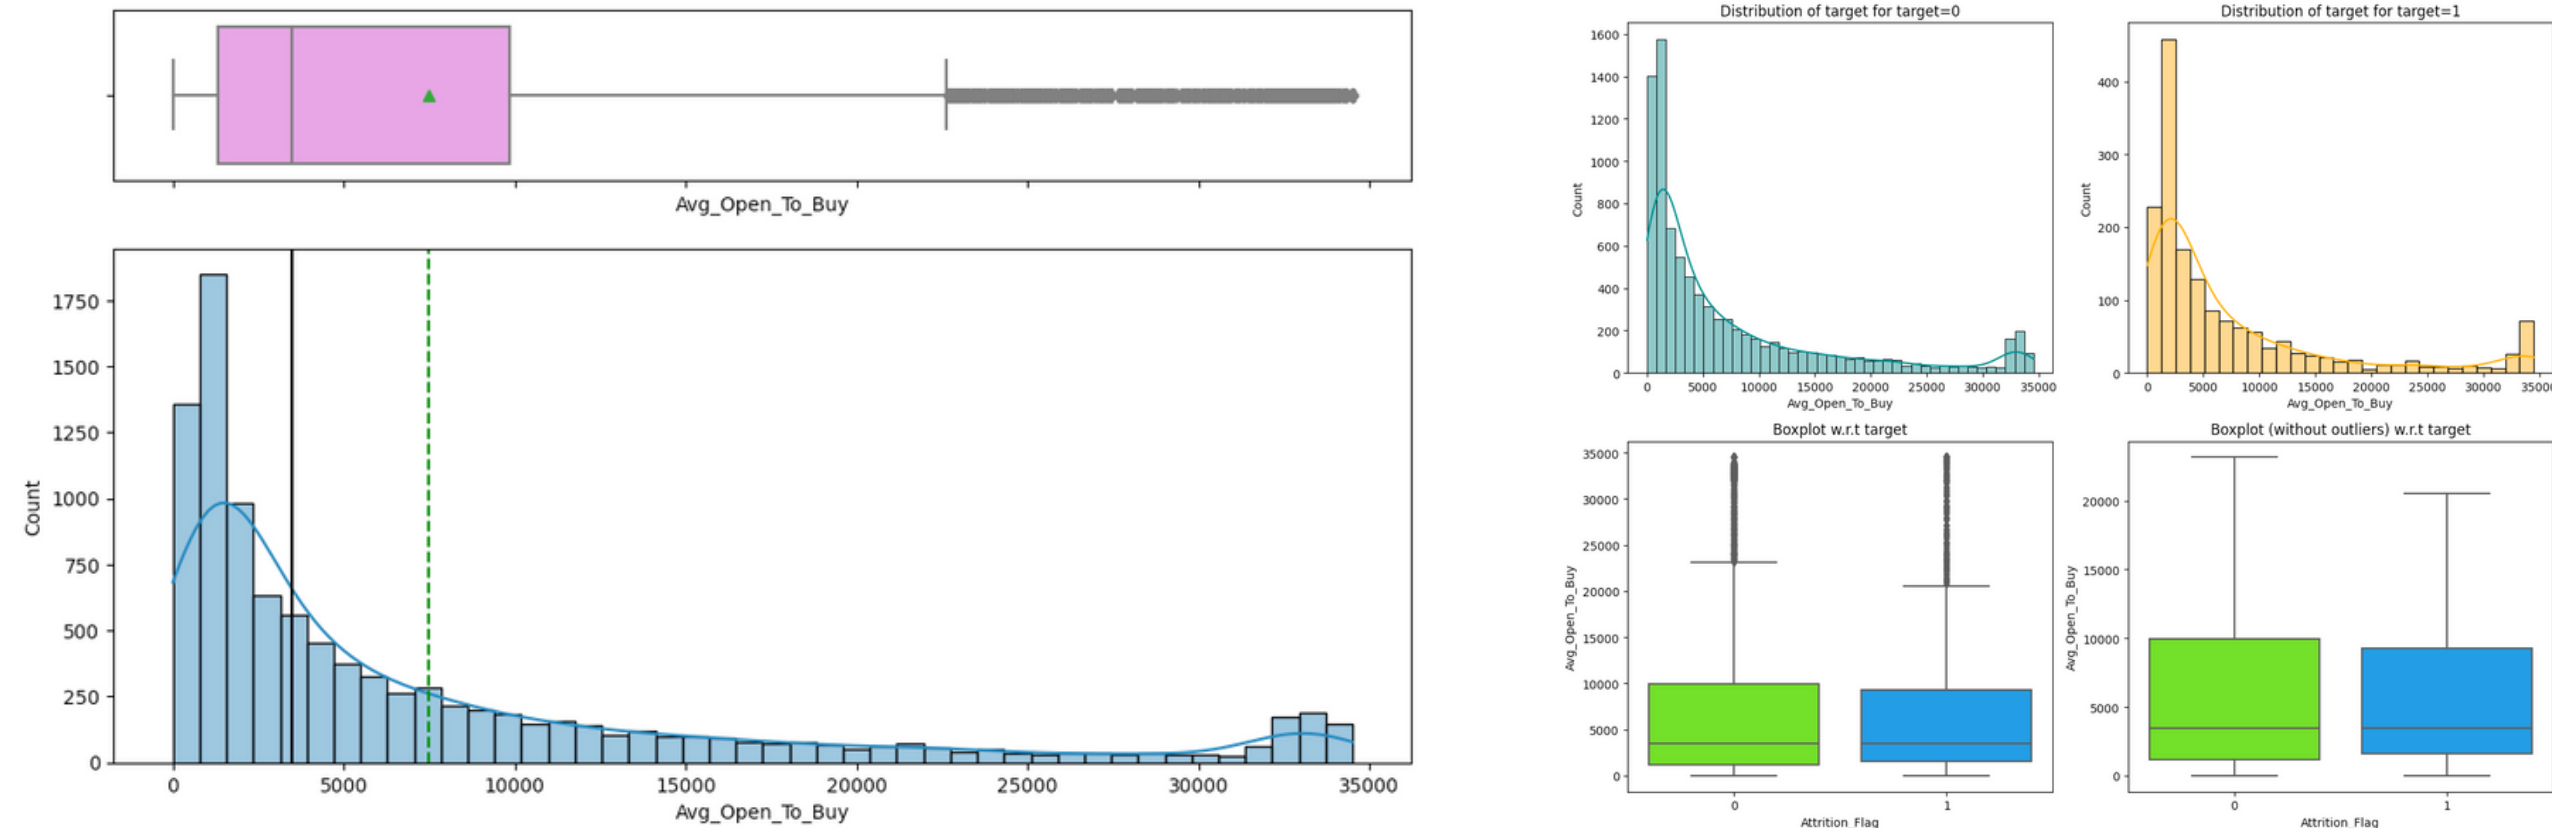 Avg_Open_To_Buy
1750
1500
1250
1000
750
500
250
0
Count
0 5000 10000 15000 20000 25000 30000 35000
Avg_Open_To_Buy
Distribution of target for target=0
1600
1400
1200
1000
800
600
400
200
0
Count
0 5000 10000 15000 20000 25000 30000 35000
Avg_Open_To_Buy
Distribution of target for target=1
400
300
200
100
0
Count
0 5000 10000 15000 20000 25000 30000 35000
Avg_Open_To_Buy
Boxplot w.r.t target
35000
30000
25000
20000
15000
10000
5000
0
Avg_Open_To_Buy
0 1
Attrition_Flag
Boxplot (without outliers) w.r.t target
20000
15000
10000
5000
0
Avg_Open_To_Buy
0 1
Attrition_Flag